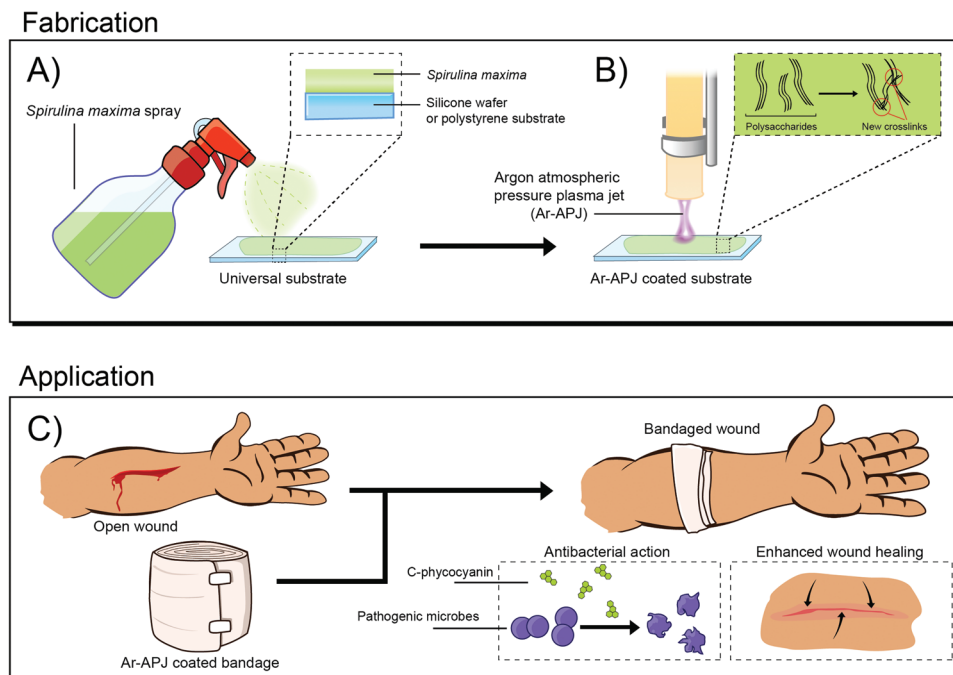 Fabrication
A)
Spirulina maxima spray
Spirulina maxima
Silicone wafer
or polystyrene substrate
Universal substrate
B)
Polysaccharides
New crosslinks
Argon atmospheric
pressure plasma jet
(Ar-APJ)
Ar-APJ coated substrate
Application
C)
Open wound
Ar-APJ coated bandage
Bandaged wound
Antibacterial action
C-phycocyanin
Pathogenic microbes
Enhanced wound healing